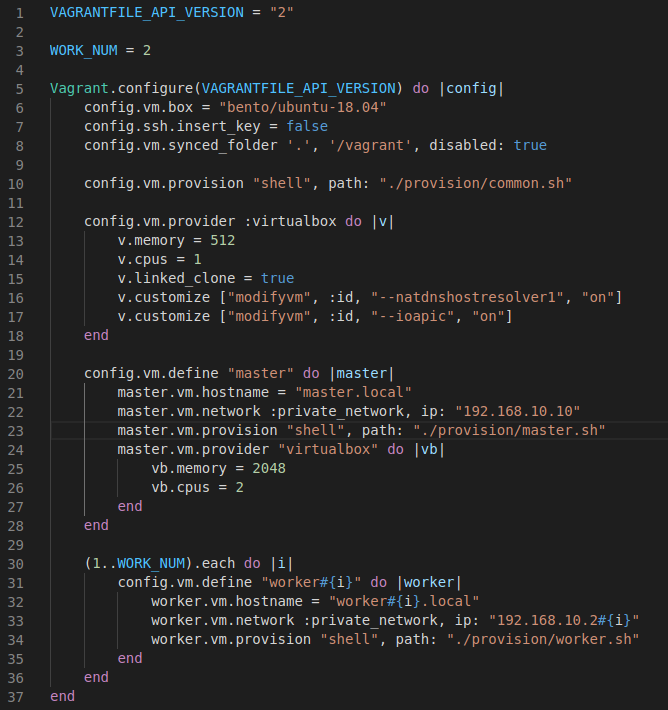 1 VAGRANTFILE_API_VERSION = "2"
2
3 WORK_NUM = 2
4
5 Vagrant.configure(VAGRANTFILE_API_VERSION) do |config|
6     config.vm.box = "bento/ubuntu-18.04"
7     config.ssh.insert_key = false
8     config.vm.synced_folder '.', '/vagrant', disabled: true
9
10     config.vm.provision "shell", path: "./provision/common.sh"
11
12     config.vm.provider :virtualbox do |v|
13         v.memory = 512
14         v.cpus = 1
15         v.linked_clone = true
16         v.customize ["modifyvm", :id, "--natdnshostresolver1", "on"]
17         v.customize ["modifyvm", :id, "--ioapic", "on"]
18     end
19
20     config.vm.define "master" do |master|
21         master.vm.hostname = "master.local"
22         master.vm.network :private_network, ip: "192.168.10.10"
23         master.vm.provision "shell", path: "./provision/master.sh"
24         master.vm.provider "virtualbox" do |vb|
25             vb.memory = 2048
26             vb.cpus = 2
27         end
28     end
29
30     (1..WORK_NUM).each do |i|
31         config.vm.define "worker#{i}" do |worker|
32             worker.vm.hostname = "worker#{i}.local"
33             worker.vm.network :private_network, ip: "192.168.10.2#{i}"
34             worker.vm.provision "shell", path: "./provision/worker.sh"
35         end
36     end
37 end